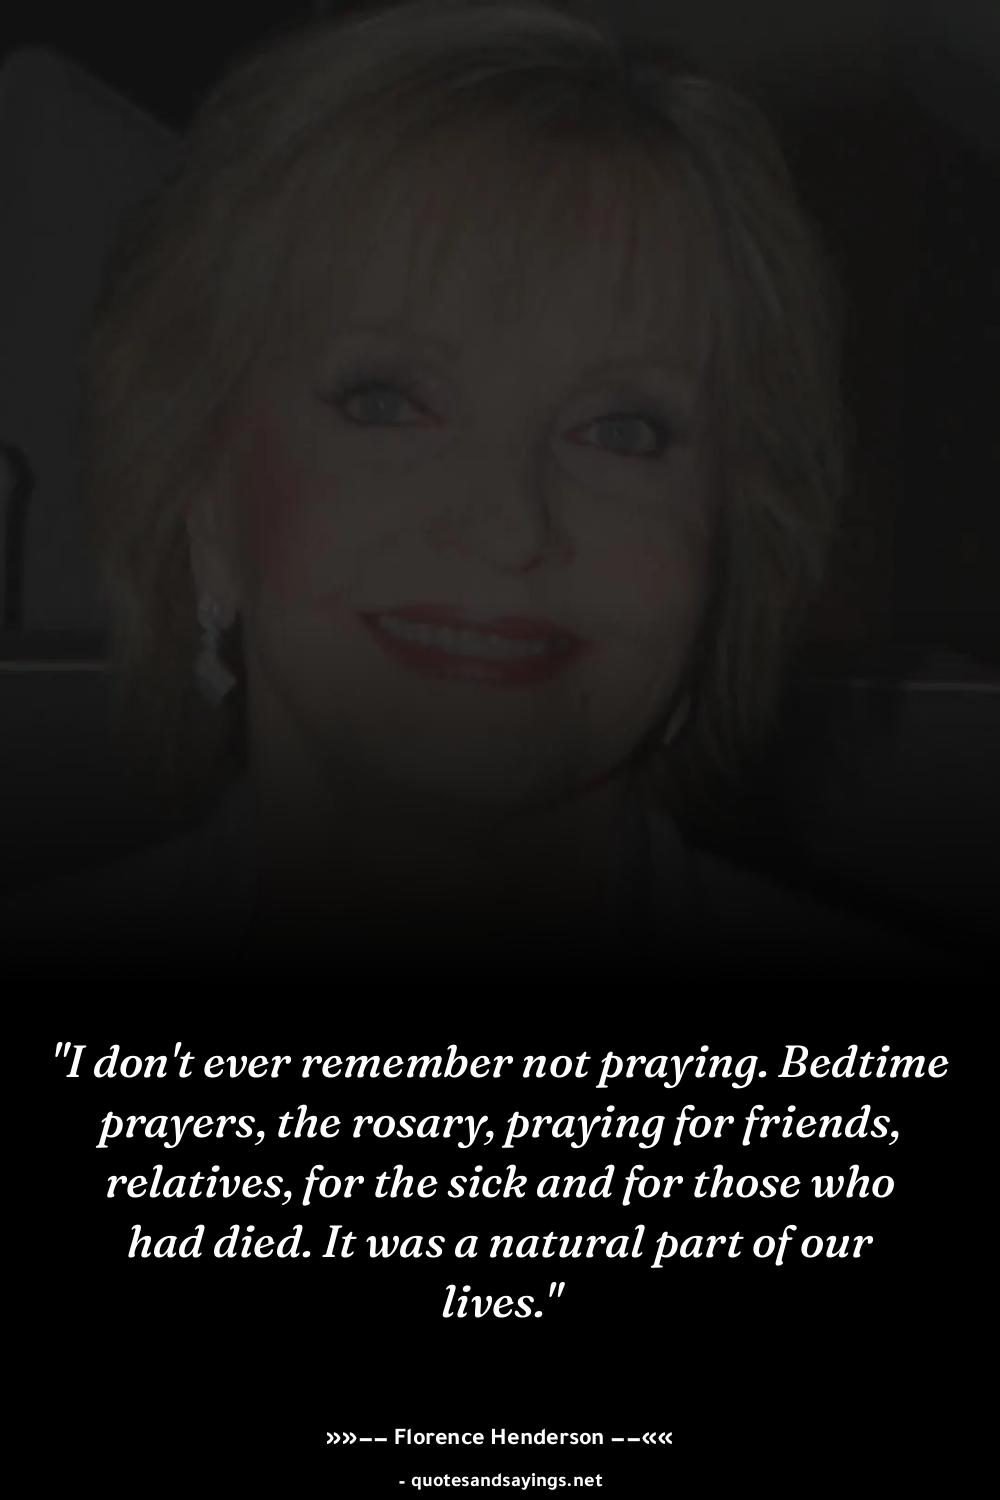 "I don't ever remember not praying. Bedtime
prayers, the rosary, praying for friends,
relatives, for the sick and for those who
had died. It was a natural part of our
lives."
»»−− Florence Henderson −−««
- quotesandsayings.net